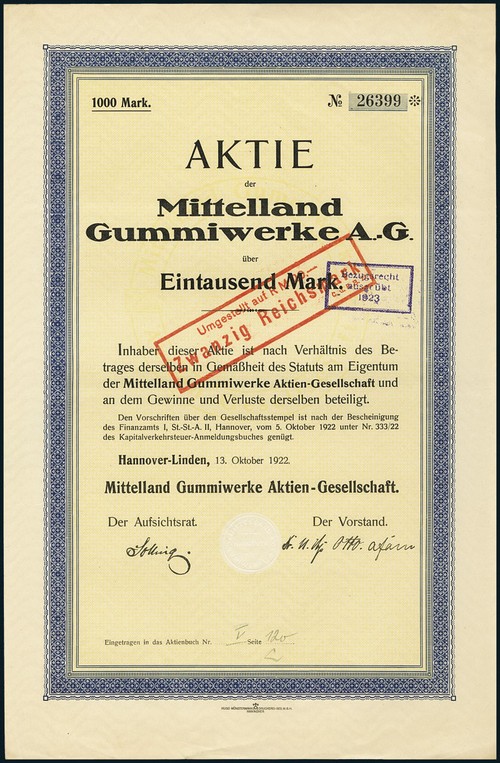 1000 Mark.
№ 26399
AKTIE
der
Mittelland
Gummiwerke A.-G.
über
Eintausend Mark.
Umgestellt auf
Zwanzig Reichsmark
Bezugsrecht
ausgeübt
1923
Inhaber dieser Aktie ist nach Verhältnis des Be-
trages derselben in Gemäßheit des Statuts am Eigentum
der Mittelland Gummiwerke Aktien-Gesellschaft und
an dem Gewinne und Verluste derselben beteiligt.
Den Vorschriften über den Gesellschaftsstempel ist nach der Bescheinigung
des Finanzamts I, St.-St.-A. II, Hannover, vom 5. Oktober 1922 unter Nr. 333/22
des Kapitalverkehrsteuer-Anmeldungsbuches genügt.
Hannover-Linden, 13. Oktober 1922.
Mittelland Gummiwerke Aktien-Gesellschaft.
Der Aufsichtsrat. Der Vorstand.
Eingetragen in das Aktienbuch Nr. V Seite 120